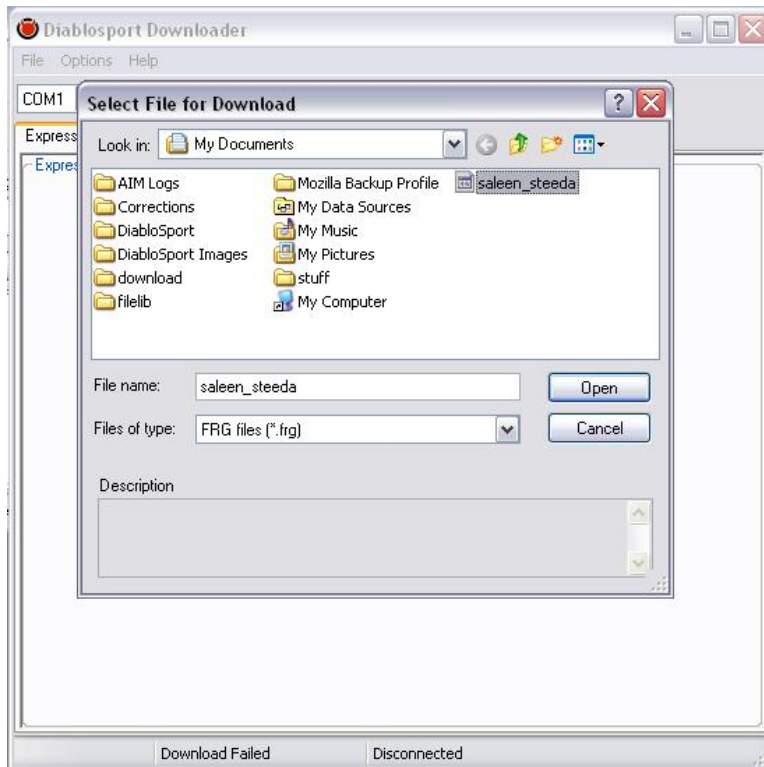 Diablosport Downloader
File Options Help
COM1
Select File for Download
Express
Expres
Look in: My Documents
AIM Logs
Corrections
DiabloSport
DiabloSport Images
download
filelib
Mozilla Backup Profile
My Data Sources
My Music
My Pictures
stuff
My Computer
saleen_steeda
File name: saleen_steeda
Open
Files of type: FRG files (*.frg)
Cancel
Description
Download Failed Disconnected